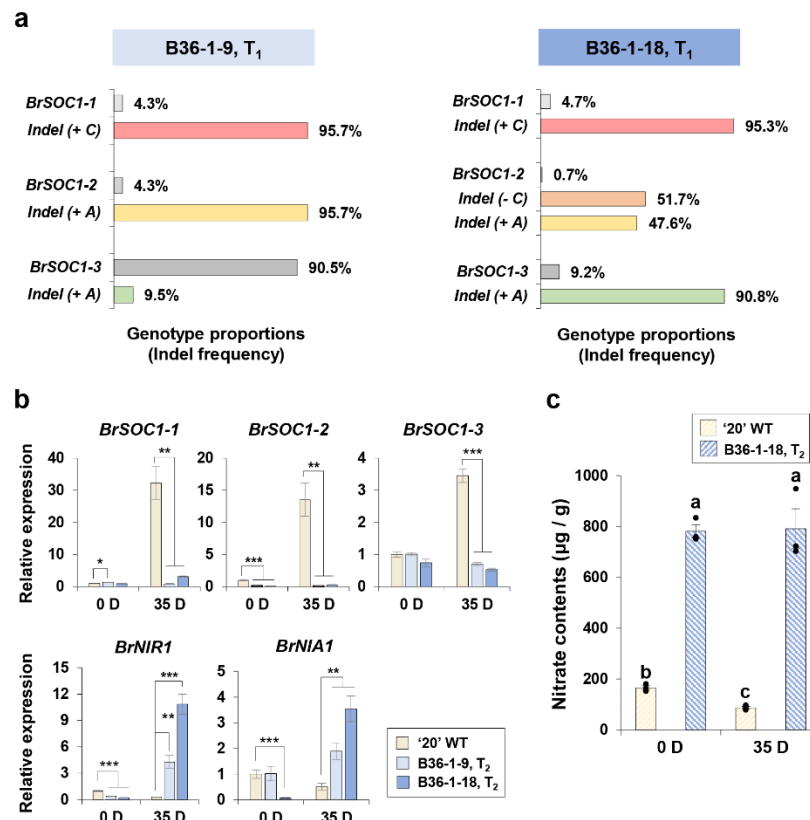 a
B36-1-9, T1
BrSOC1-1
4.3%
Indel (+ C)
95.7%
BrSOC1-2
4.3%
Indel (+ A)
95.7%
BrSOC1-3
90.5%
Indel (+ A)
9.5%
Genotype proportions
(Indel frequency)
B36-1-18, T1
BrSOC1-1
4.7%
Indel (+ C)
95.3%
BrSOC1-2
0.7%
Indel (- C)
51.7%
Indel (+ A)
47.6%
BrSOC1-3
9.2%
Indel (+ A)
90.8%
Genotype proportions
(Indel frequency)
b
BrSOC1-1
Relative expression
40
30
20
10
0
*
**
0 D
35 D
BrSOC1-2
20
15
10
5
0
***
**
0 D
35 D
BrSOC1-3
4
3
2
1
0
***
0 D
35 D
BrNIR1
Relative expression
15
12
9
6
3
0
***
**
***
0 D
35 D
BrNIA1
5
4
3
2
1
0
***
**
0 D
35 D
'20' WT
B36-1-9, T2
B36-1-18, T2
c
'20' WT
B36-1-18, T2
Nitrate contents (µg / g)
1000
800
600
400
200
0
b
a
c
a
0 D
35 D